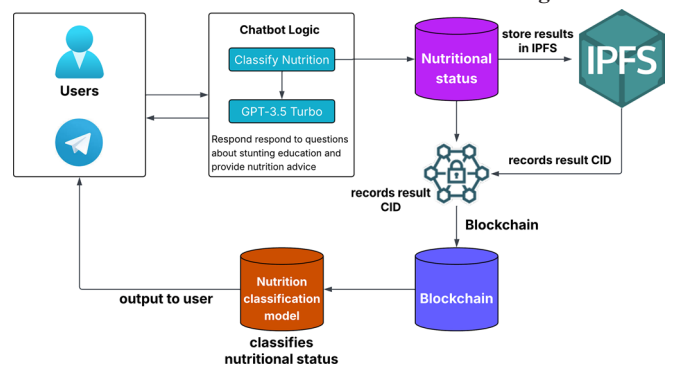 Users
Chatbot Logic
Classify Nutrition
GPT-3.5 Turbo
Respond respond to questions
about stunting education and
provide nutrition advice
Nutritional
status
store results
in IPFS
IPFS
records result CID
records result
CID
Blockchain
Blockchain
Nutrition
classification
model
classifies
nutritional status
output to user